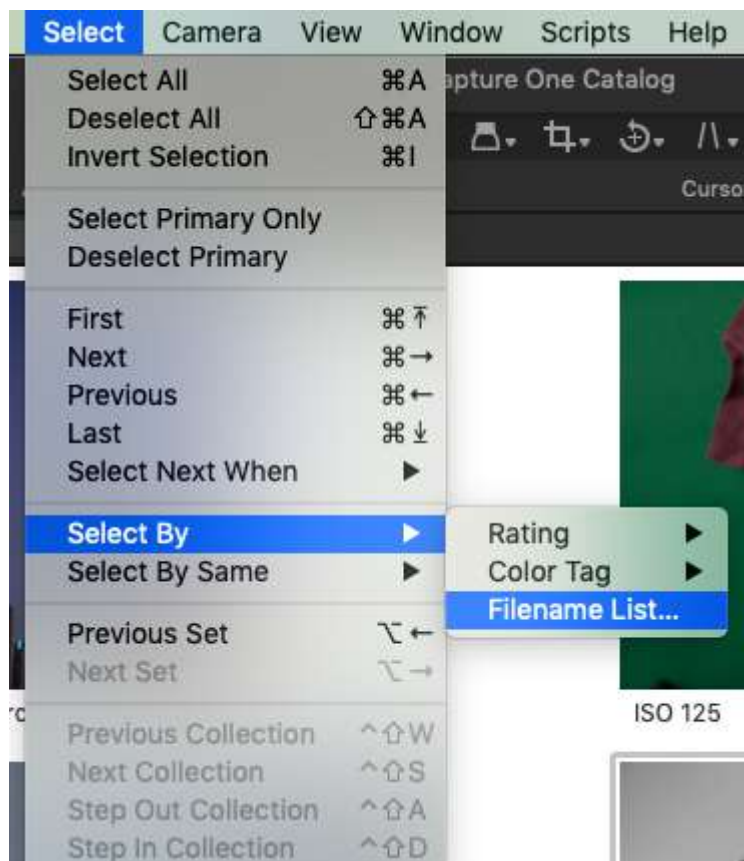 Select Camera View Window Scripts Help
Select All ⌘A
apture One Catalog
Deselect All ⇧⌘A
Invert Selection ⌘I
Curso
Select Primary Only
Deselect Primary
First ⌘⤒
Next ⌘→
Previous ⌘←
Last ⌘⤓
Select Next When ▶
Select By ▶
Rating ▶
Select By Same ▶
Color Tag ▶
Filename List...
Previous Set ⌥←
Next Set ⌥→
ISO 125
Previous Collection ^⇧W
Next Collection ^⇧S
Step Out Collection ^⇧A
Step In Collection ^⇧D